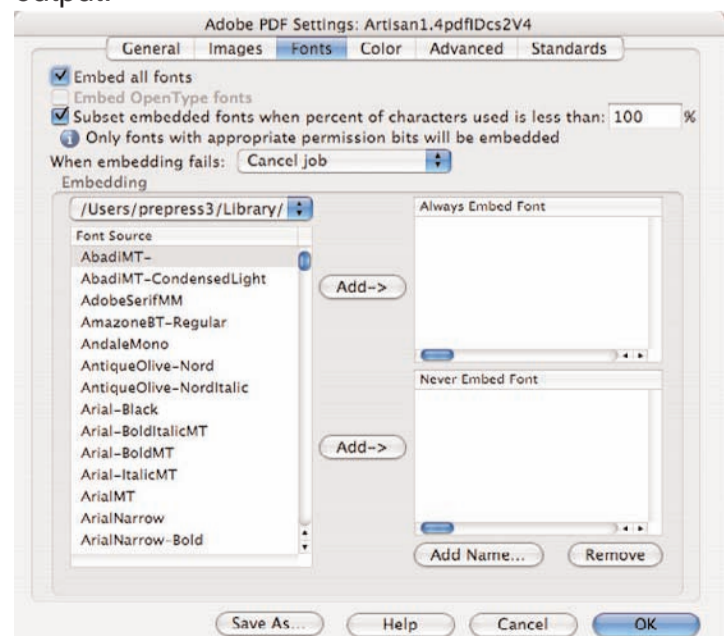 output.
Adobe PDF Settings: Artisan1.4pdfIDcs2V4
General Images Fonts Color Advanced Standards
Embed all fonts
Embed OpenType fonts
Subset embedded fonts when percent of characters used is less than: 100 %
Only fonts with appropriate permission bits will be embedded
When embedding fails: Cancel job
Embedding
/Users/prepress3/Library/
Font Source
AbadiMT-
AbadiMT-CondensedLight
AdobeSerifMM
AmazoneBT-Regular
AndaleMono
AntiqueOlive-Nord
AntiqueOlive-NordItalic
Arial-Black
Arial-BoldItalicMT
Arial-BoldMT
Arial-ItalicMT
ArialMT
ArialNarrow
ArialNarrow-Bold
Add->
Always Embed Font
Add->
Never Embed Font
Add Name... Remove
Save As... Help Cancel OK